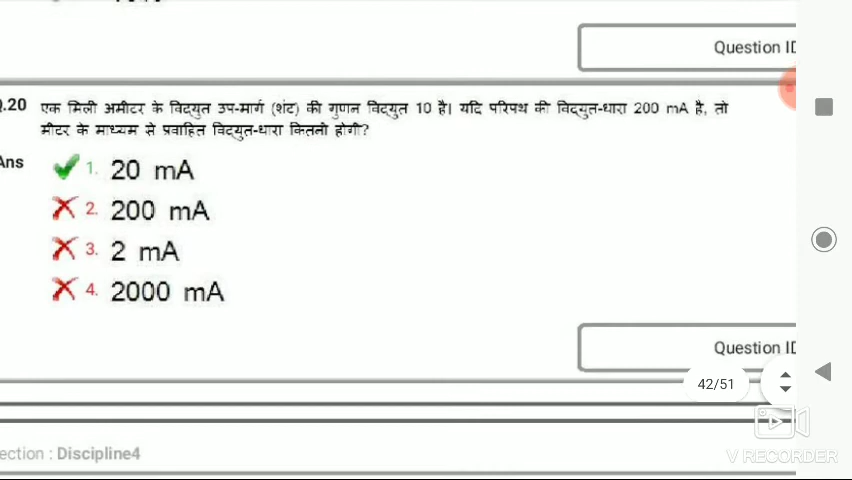 Question ID
.20 एक मिली अमीटर के विद्युत उप-मार्ग (शंट) की गुणन विद्युत 10 है। यदि परिपथ की विद्युत-धारा 200 mA है, तो
मीटर के माध्यम से प्रवाहित विद्युत-धारा कितनी होगी?
Ans
1. 20 mA
2. 200 mA
3. 2 mA
4. 2000 mA
Question ID
42/51
ection : Discipline4
V RECORDER